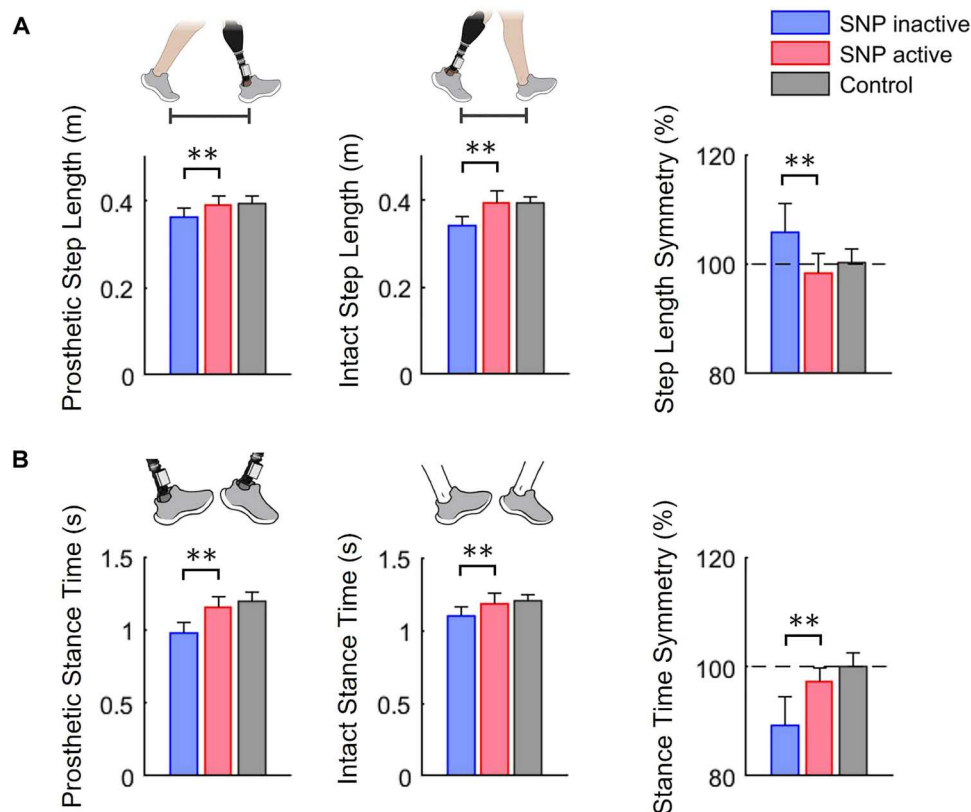 A
SNP inactive
SNP active
Control
Prosthetic Step Length (m)
**
0.4
0.2
0
Intact Step Length (m)
**
0.4
0.2
0
Step Length Symmetry (%)
**
120
100
80
B
Prosthetic Stance Time (s)
**
1.5
1
0.5
0
Intact Stance Time (s)
**
1.5
1
0.5
0
Stance Time Symmetry (%)
**
120
100
80